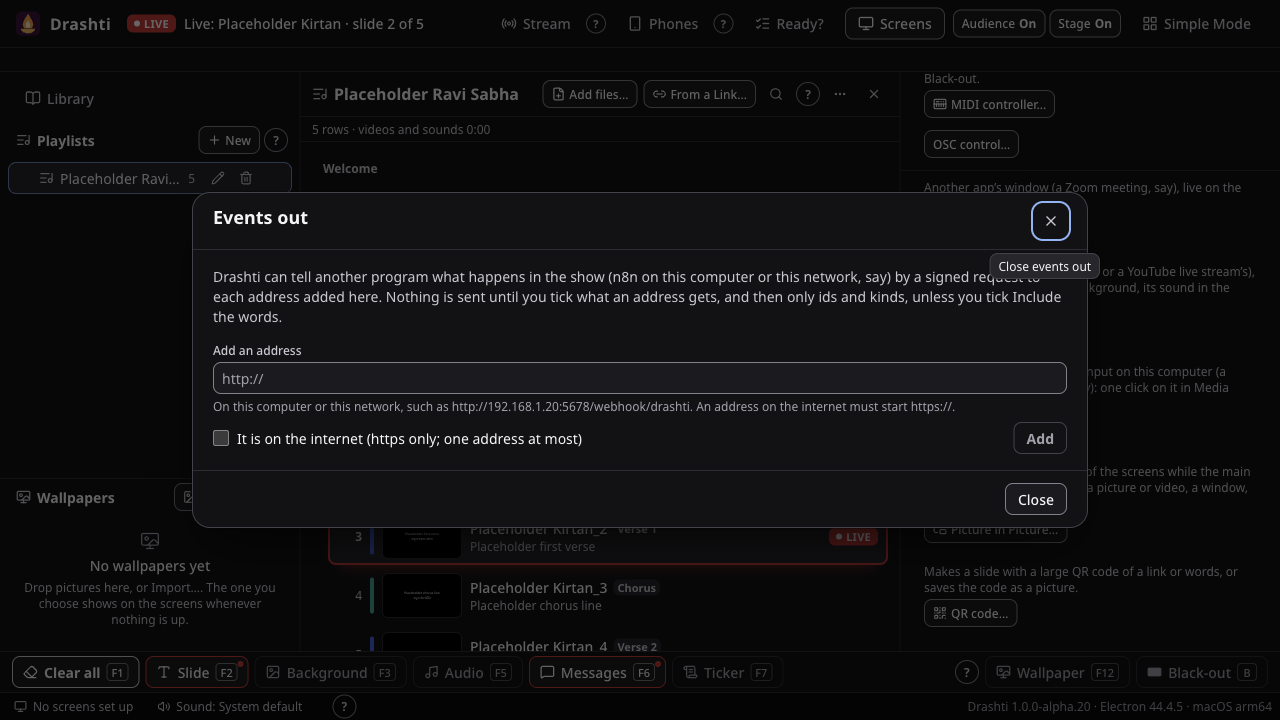 Drashti
LIVE
Live: Placeholder Kirtan · slide 2 of 5
Stream
?
Phones
?
Ready?
Screens
Audience On
Stage On
Simple Mode
Library
Playlists
New
?
Placeholder Ravi...
5
Placeholder Ravi Sabha
Add files...
From a Link...
?
5 rows · videos and sounds 0:00
Welcome
Black-out.
MIDI controller...
OSC control...
Another app's window (a Zoom meeting, say), live on the
Events out
Close events out
Drashti can tell another program what happens in the show (n8n on this computer or this network, say) by a signed request to
each address added here. Nothing is sent until you tick what an address gets, and then only ids and kinds, unless you tick Include
the words.
Add an address
http://
On this computer or this network, such as http://192.168.1.20:5678/webhook/drashti. An address on the internet must start https://.
It is on the internet (https only; one address at most)
Add
Close
or a YouTube live stream's),
kground, its sound in the
nput on this computer (a
): one click on it in Media
of the screens while the main
a picture or video, a window,
Picture in Picture...
Makes a slide with a large QR code of a link or words, or
saves the code as a picture.
QR code...
Wallpapers
No wallpapers yet
Drop pictures here, or Import.... The one you
choose shows on the screens whenever
nothing is up.
3
Placeholder Kirtan_2
Verse 1
Placeholder first verse
LIVE
4
Placeholder Kirtan_3
Chorus
Placeholder chorus line
Placeholder Kirtan_4
Verse 2
Clear all F1
Slide F2
Background F3
Audio F5
Messages F6
Ticker F7
?
Wallpaper F12
Black-out B
No screens set up
Sound: System default
?
Drashti 1.0.0-alpha.20 · Electron 44.4.5 · macOS arm64